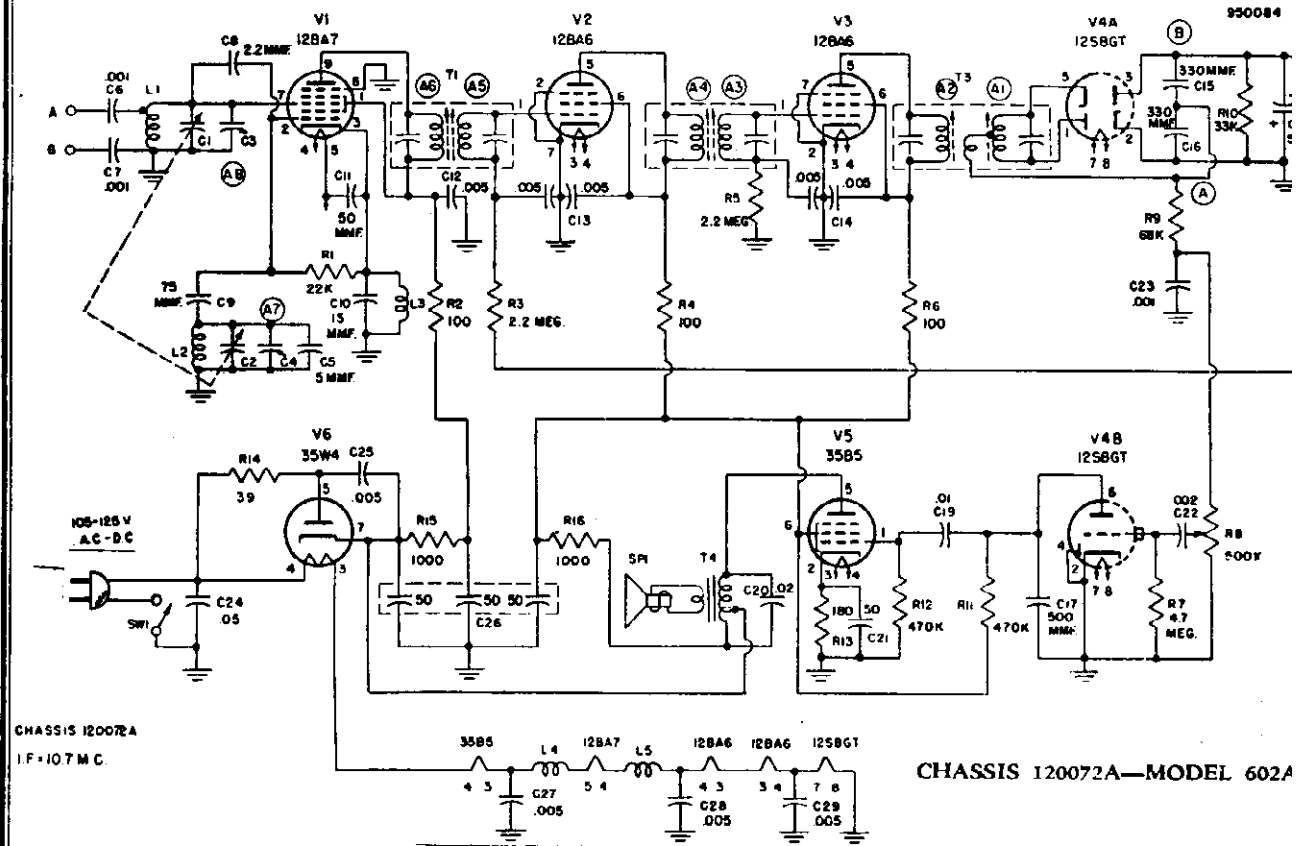 950084
V1
12BA7
V2
12BA6
V3
12BA6
V4A
12S8GT
B
C8
2.2 MMF.
9
8
1
7
2
3
4
5
.001
C6
L1
A
G
C7
.001
C1
C3
A8
C11
50
MMF.
A6
T1
A5
C12
.005
5
2
6
7
3 4
.005
.005
C13
A4
A3
R5
2.2 MEG
5
7
6
1
2
3 4
.005
.005
C14
A2
T3
A1
5
3
1
2
7 8
330 MMF.
C15
330
MMF.
C16
R10
33K
+
A
R9
68K
C23
.001
R1
22K
75
MMF.
C9
A7
L2
C2
C4
C5
5 MMF.
C10
15
MMF.
L3
R2
100
R3
2.2 MEG.
R4
100
R6
100
V6
35W4
R14
39
C25
.005
5
7
4
3
105-125 V
A.C.-D.C
SW1
C24
.05
R15
1000
50
50
50
C26
R16
1000
SP1
T4
C20
.02
V5
35B5
5
6
1
2
3
4
180
R13
50
C21
R12
470K
.01
C19
R11
470K
C17
500
MMF.
V4B
12S8GT
6
4
2
7 8
.002
C22
R8
500K
R7
4.7
MEG.
CHASSIS 120072A
I.F=10.7 M C.
35B5
L4
12BA7
L5
12BA6
12BA6
12S8GT
4 3
5 4
4 3
3 4
7 8
C27
.005
C28
.005
C29
.005
CHASSIS 120072A—MODEL 602A